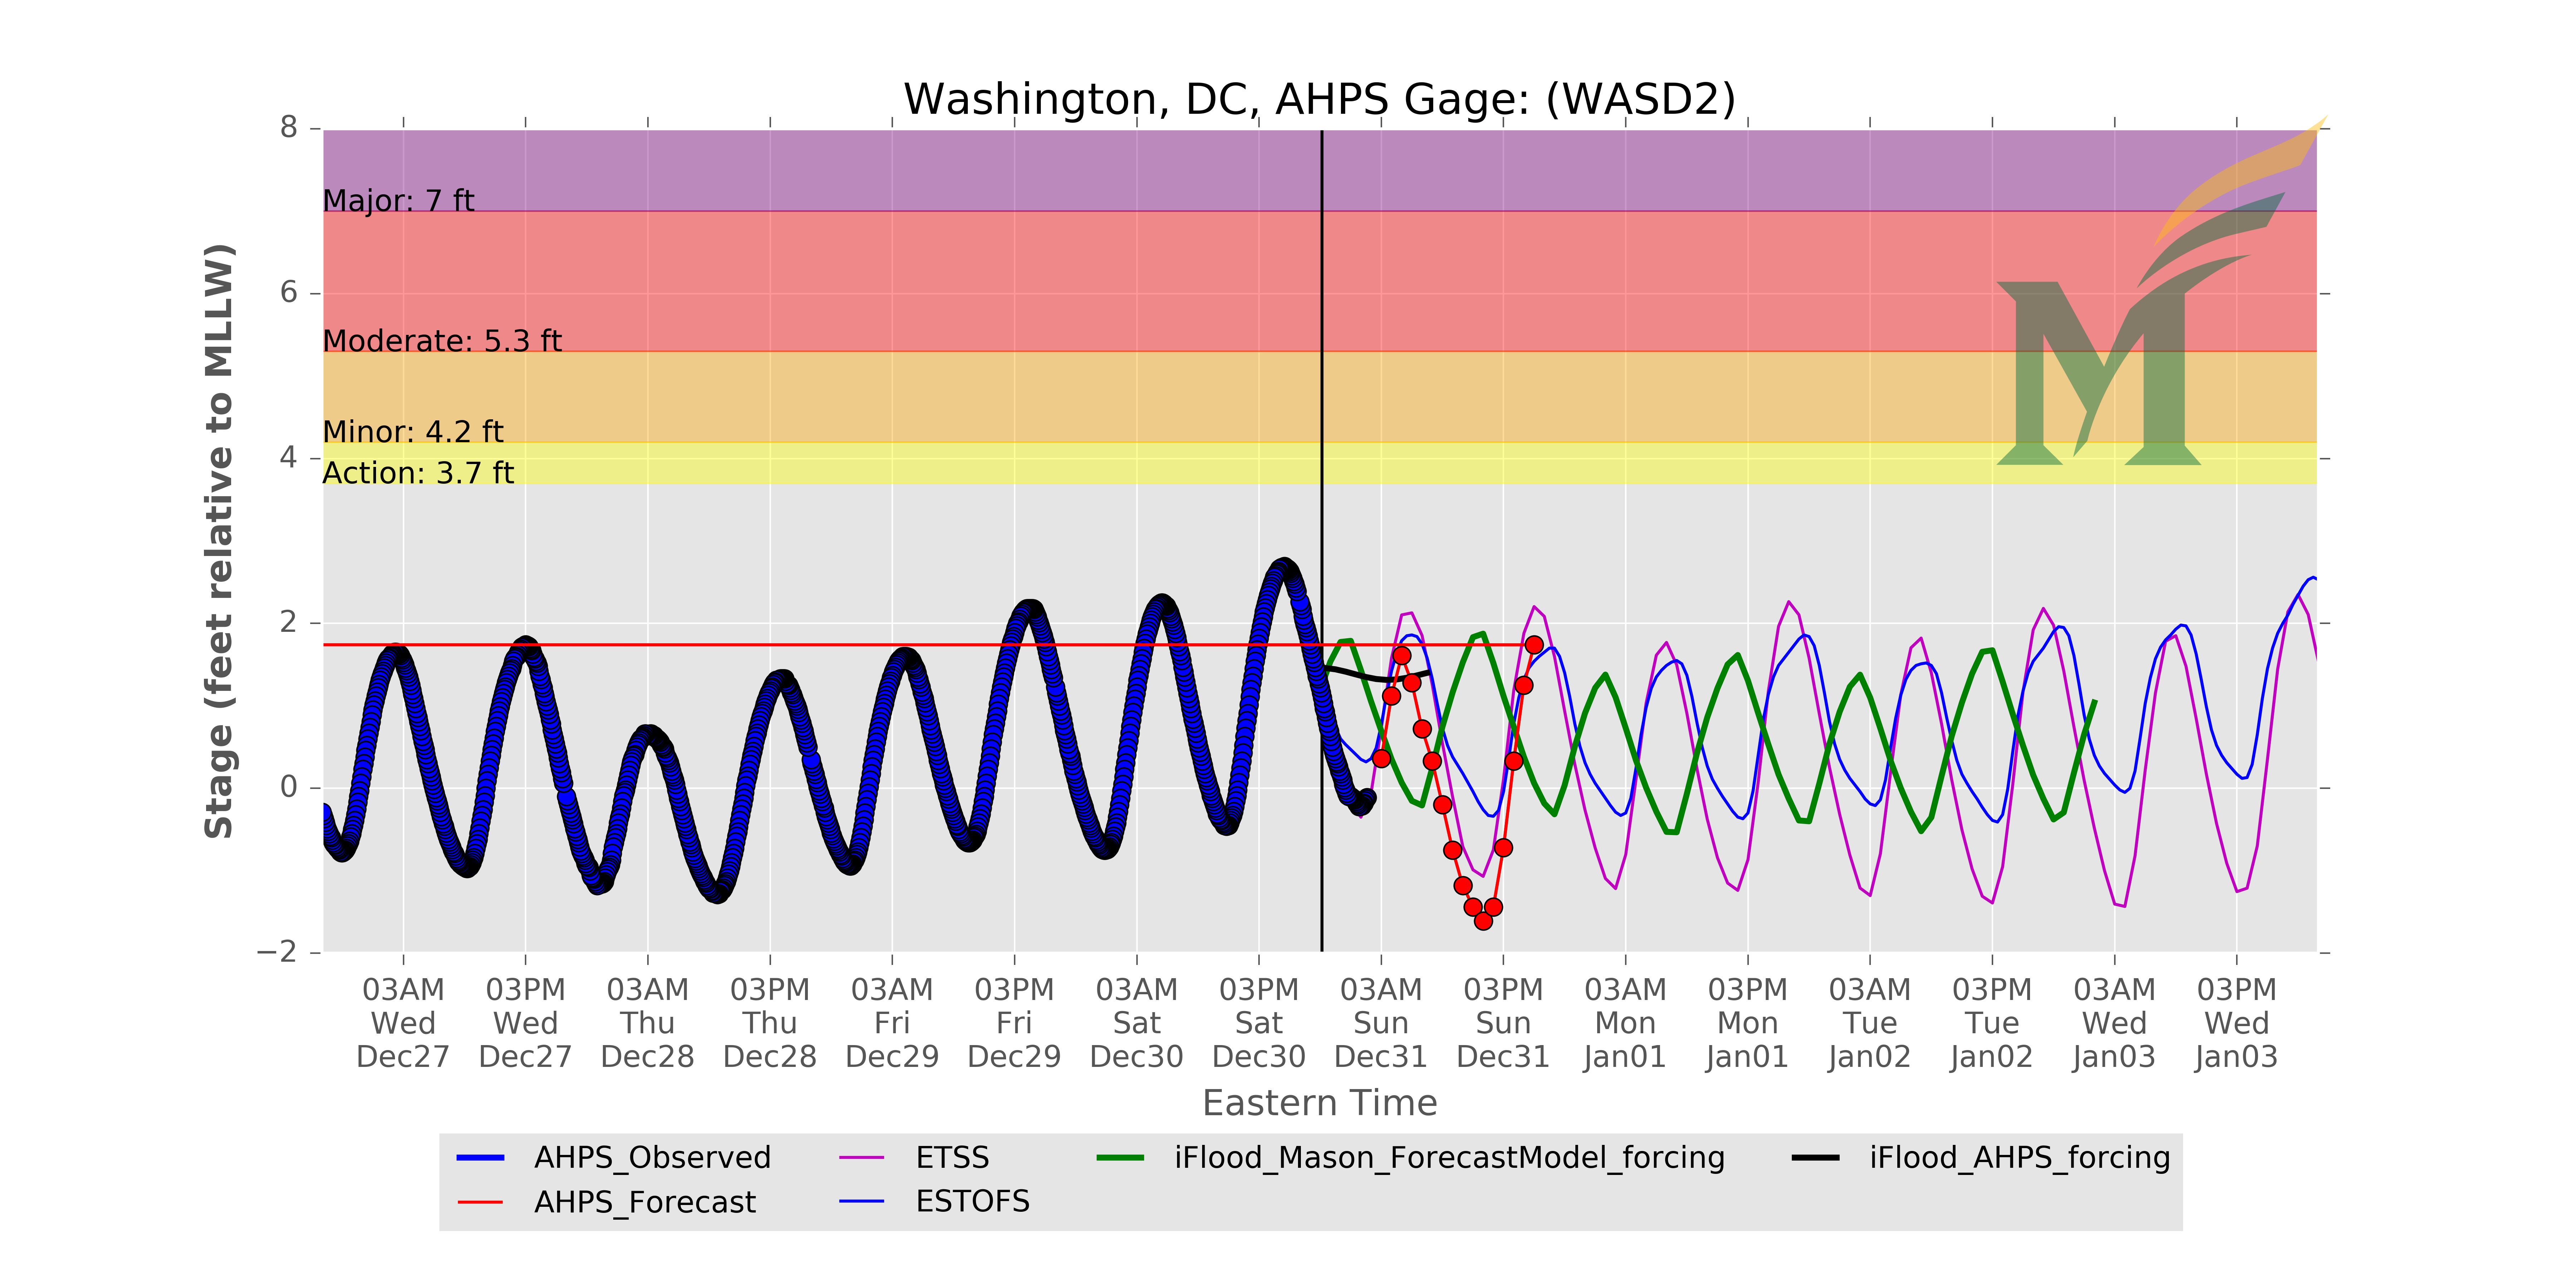 Washington, DC, AHPS Gage: (WASD2)
8
Major: 7 ft
6
Moderate: 5.3 ft
Minor: 4.2 ft
4
Action: 3.7 ft
2
0
−2
Stage (feet relative to MLLW)
03AM 03PM 03AM 03PM 03AM 03PM 03AM 03PM 03AM 03PM 03AM 03PM 03AM 03PM 03AM 03PM
Wed Wed Thu Thu Fri Fri Sat Sat Sun Sun Mon Mon Tue Tue Wed Wed
Dec27 Dec27 Dec28 Dec28 Dec29 Dec29 Dec30 Dec30 Dec31 Dec31 Jan01 Jan01 Jan02 Jan02 Jan03 Jan03
Eastern Time
AHPS_Observed ETSS iFlood_Mason_ForecastModel_forcing iFlood_AHPS_forcing
AHPS_Forecast ESTOFS
M